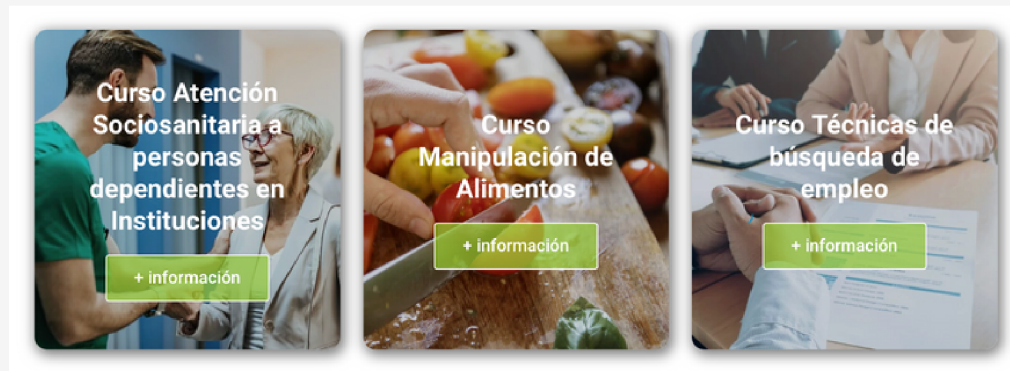 Curso Atención
Sociosanitaria a
personas
dependientes en
Instituciones
+ información
Curso
Manipulación de
Alimentos
+ información
Curso Técnicas de
búsqueda de
empleo
+ información